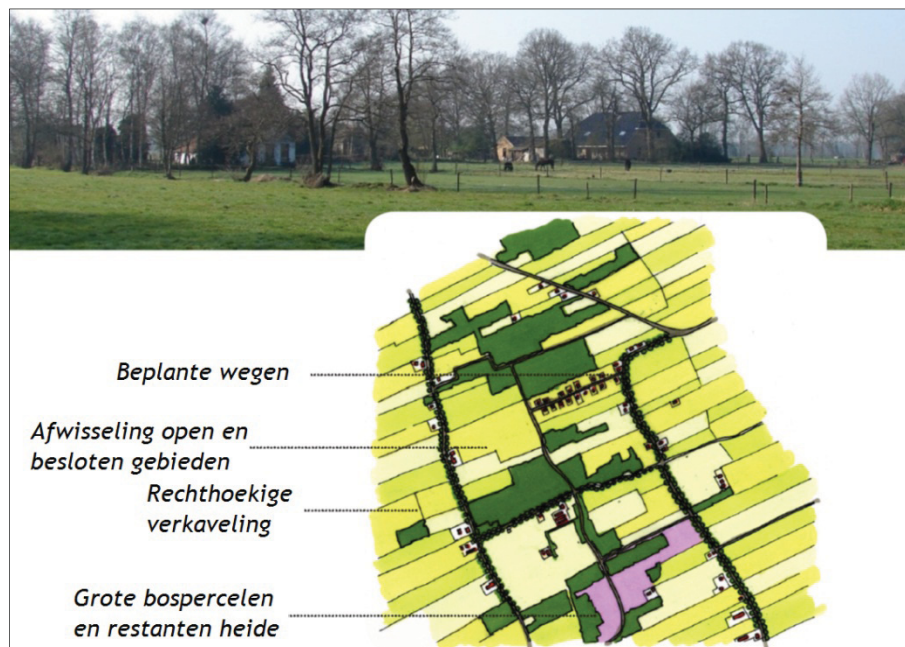 Beplante wegen
Afwisseling open en
besloten gebieden
Rechthoekige
verkaveling
Grote bospercelen
en restanten heide